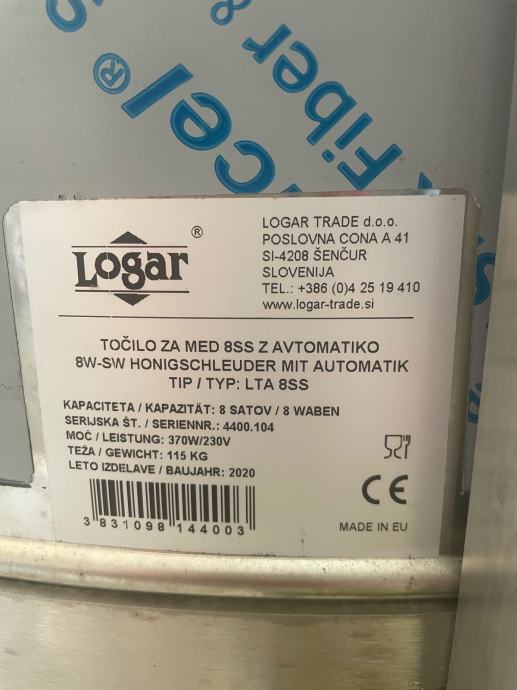 cel®
Fiber &
Logar®
LOGAR TRADE d.o.o.
POSLOVNA CONA A 41
SI-4208 ŠENČUR
SLOVENIJA
TEL.: +386 (0)4 25 19 410
www.logar-trade.si
TOČILO ZA MED 8SS Z AVTOMATIKO
8W-SW HONIGSCHLEUDER MIT AUTOMATIK
TIP / TYP: LTA 8SS
KAPACITETA / KAPAZITÄT: 8 SATOV / 8 WABEN
SERIJSKA ŠT. / SERIENNR.: 4400.104
MOČ / LEISTUNG: 370W/230V
TEŽA / GEWICHT: 115 KG
LETO IZDELAVE / BAUJAHR: 2020
3 831098 144003
CE
MADE IN EU